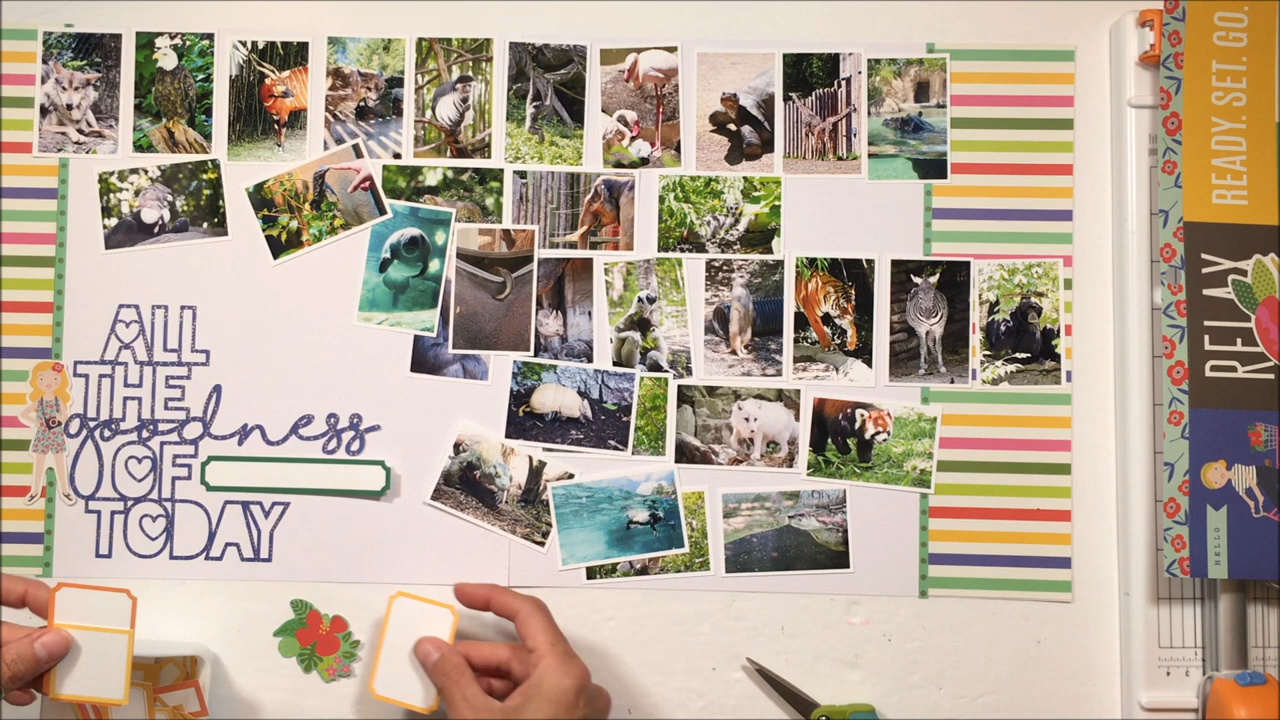 ALL
THE
goodness
OF
TODAY
READY. SET. GO.
RELAX
HELLO